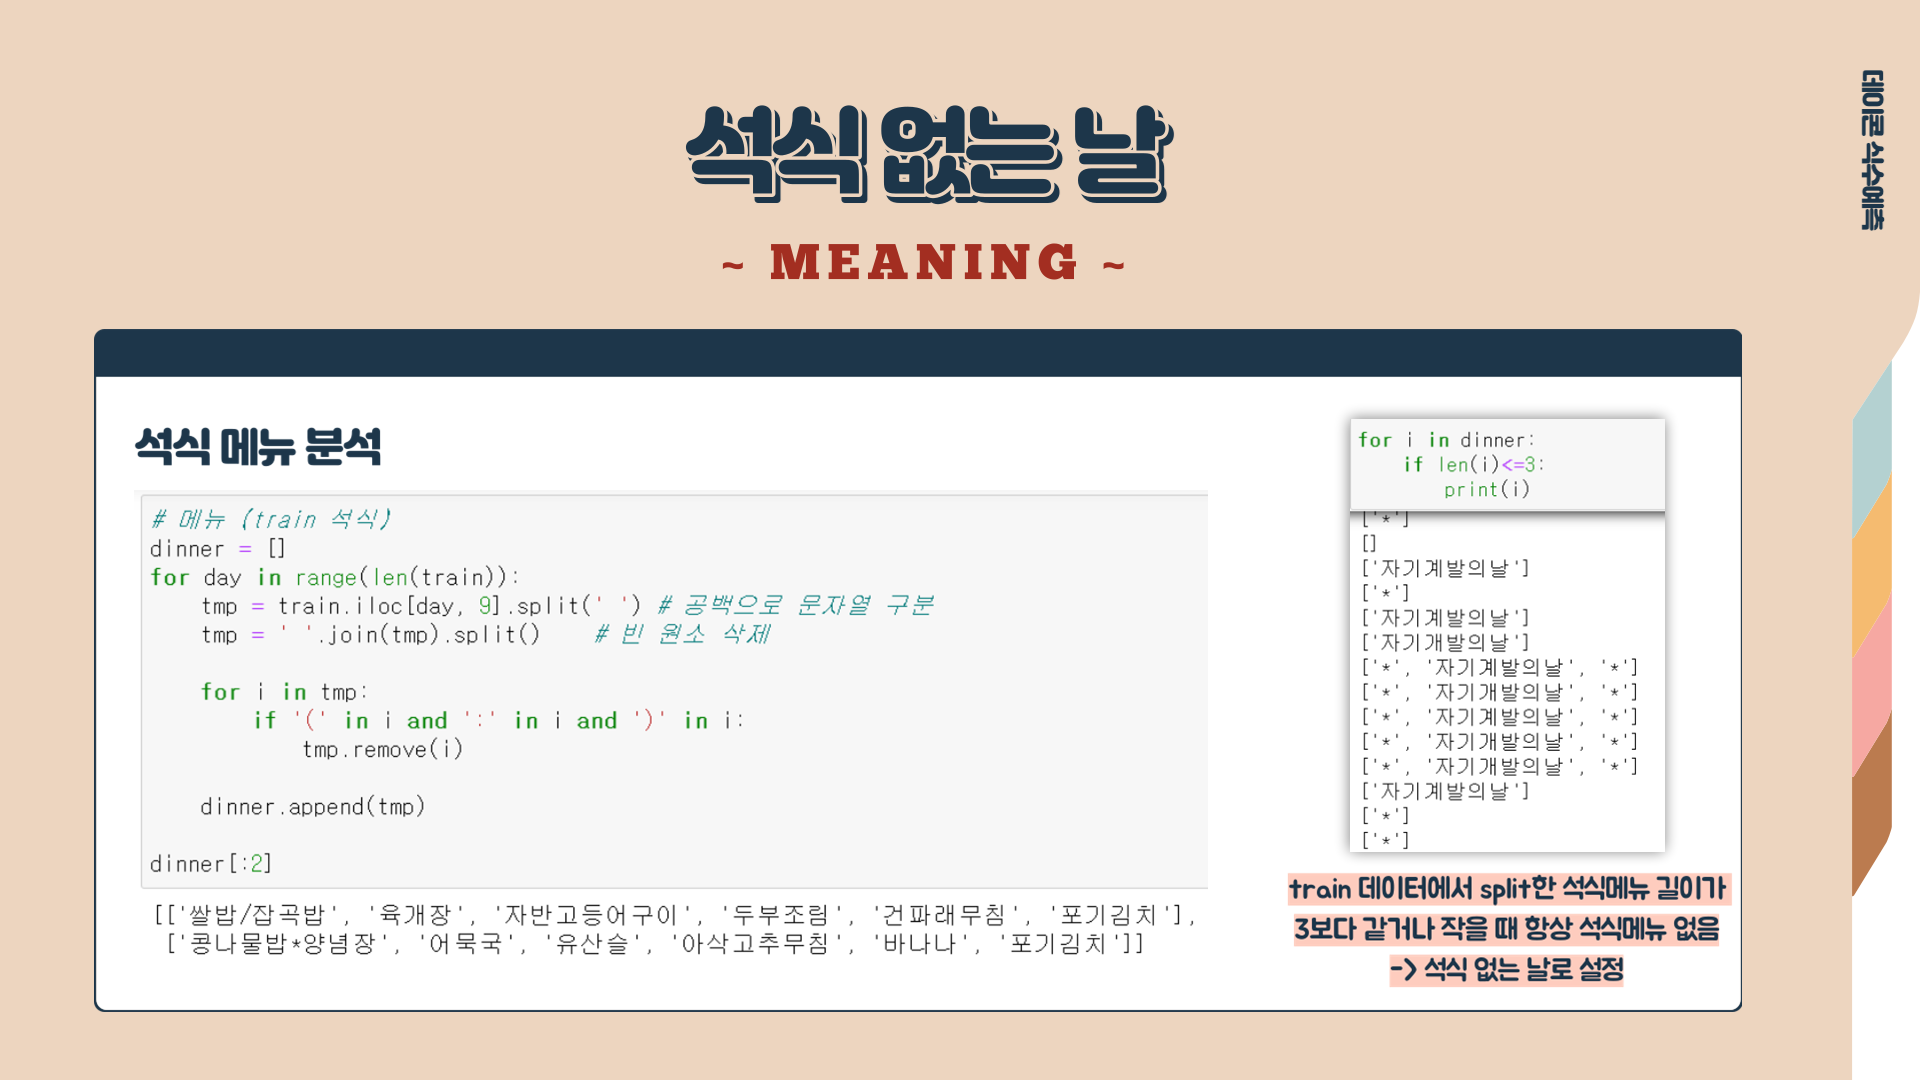 석식 없는 날
~ MEANING ~
데이콘 식수예측
석식 메뉴 분석
# 메뉴 (train 석식)
dinner = []
for day in range(len(train)):
    tmp = train.iloc[day, 9].split(' ') # 공백으로 문자열 구분
    tmp = ' '.join(tmp).split()    # 빈 원소 삭제
    for i in tmp:
        if '(' in i and ':' in i and ')' in i:
            tmp.remove(i)
    dinner.append(tmp)
dinner[:2]
[['쌀밥/잡곡밥', '육개장', '자반고등어구이', '두부조림', '건파래무침', '포기김치'],
['콩나물밥*양념장', '어묵국', '유산슬', '아삭고추무침', '바나나', '포기김치']]
for i in dinner:
    if len(i)<=3:
        print(i)
['*']
[]
['자기계발의날']
['*']
['자기계발의날']
['자기개발의날']
['*', '자기계발의날', '*']
['*', '자기개발의날', '*']
['*', '자기계발의날', '*']
['*', '자기개발의날', '*']
['*', '자기개발의날', '*']
['자기계발의날']
['*']
['*']
train 데이터에서 split한 석식메뉴 길이가
3보다 같거나 작을 때 항상 석식메뉴 없음
-> 석식 없는 날로 설정